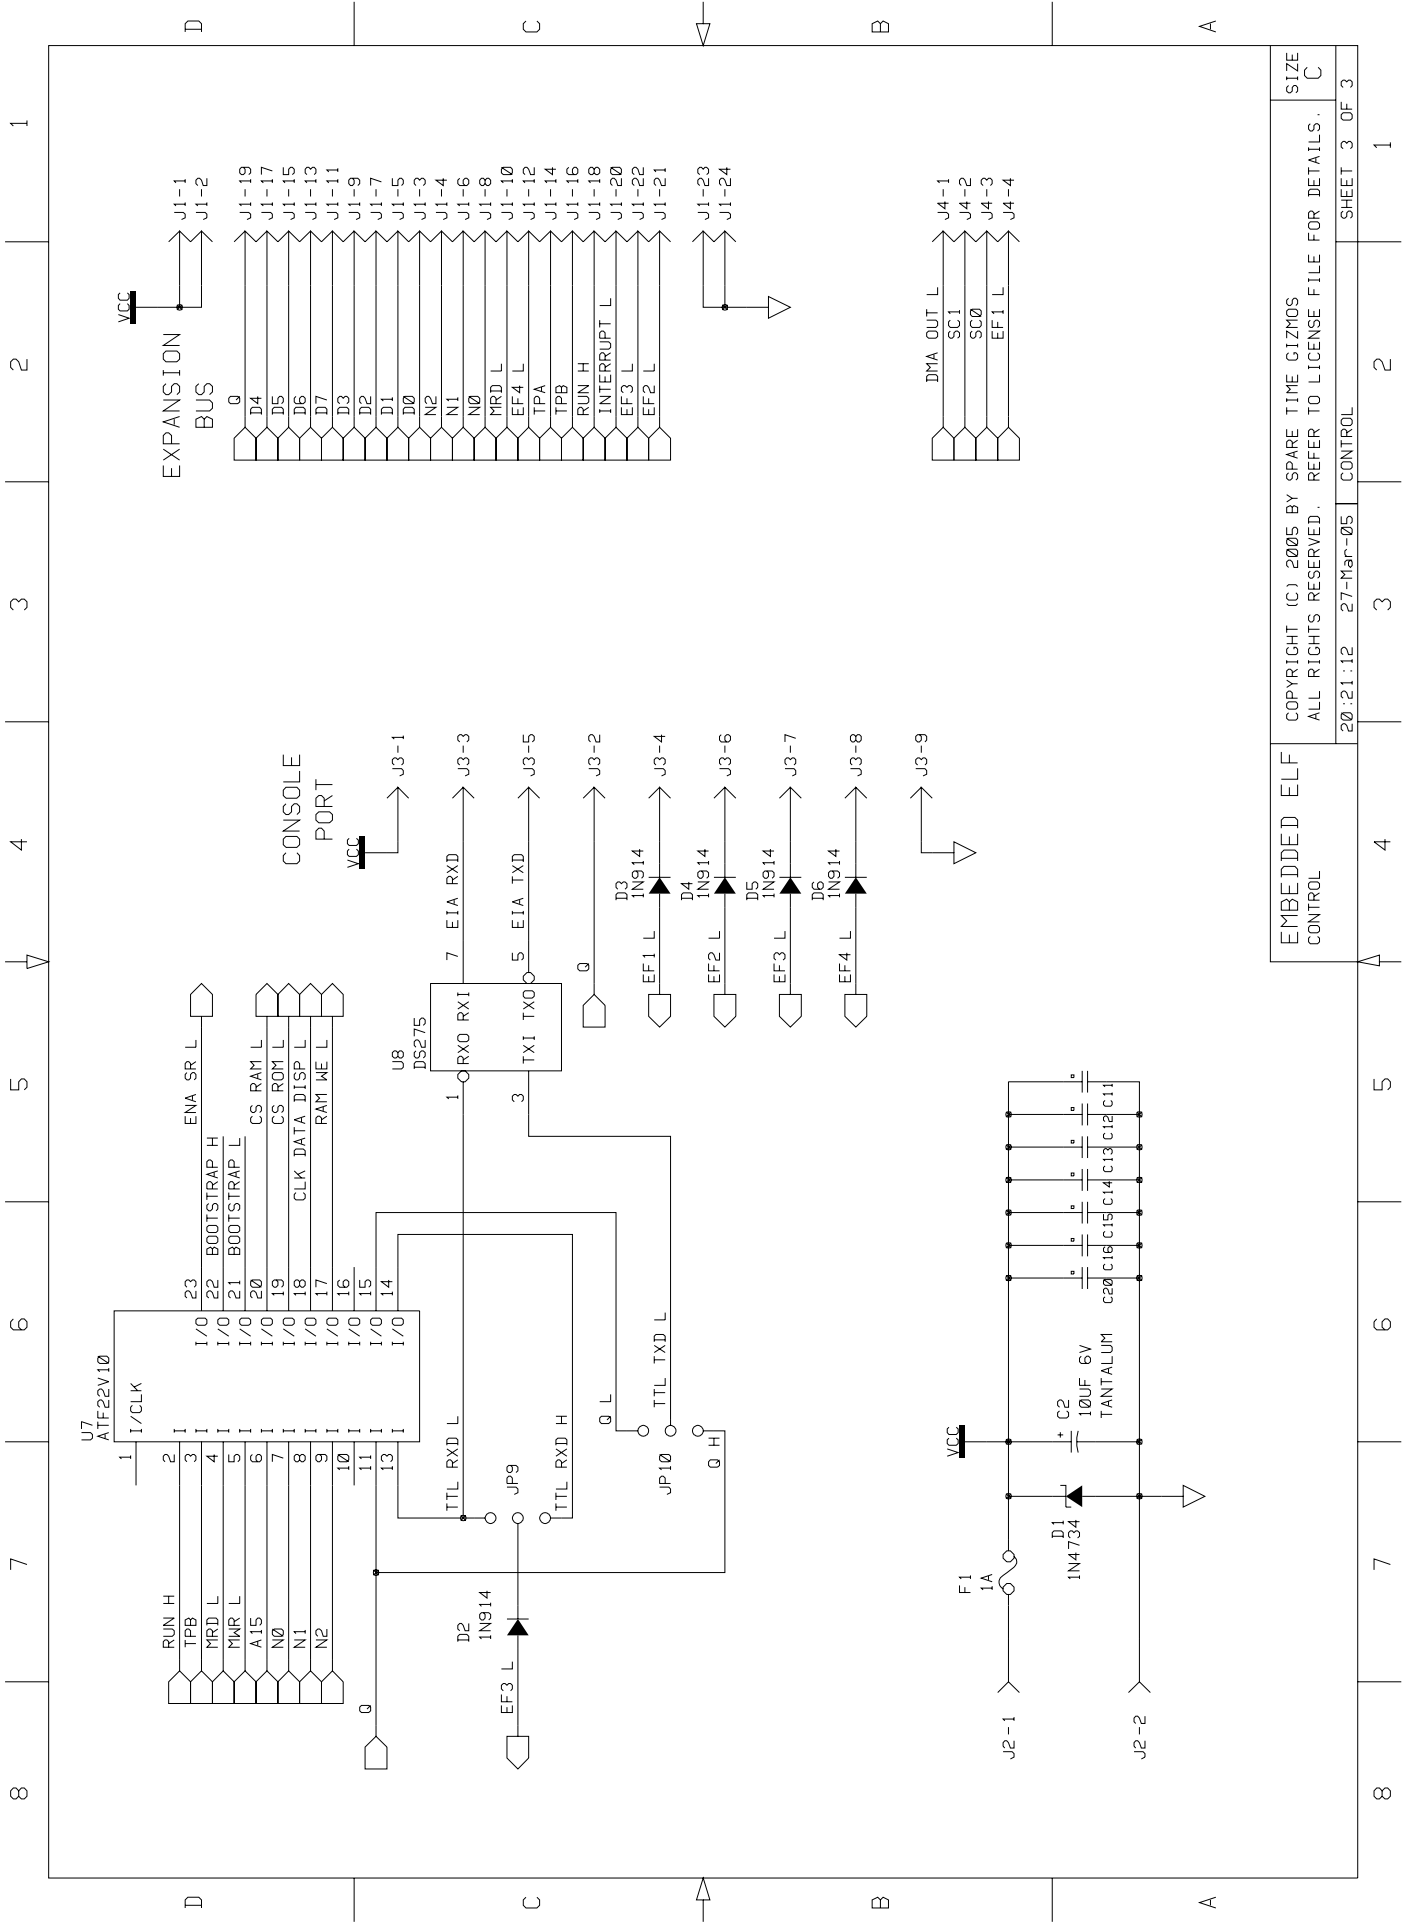 8
7
6
5
4
3
2
1
D
C
B
A
U7
ATF22V10
I/CLK
1
I
2
RUN H
I
3
TPB
I
4
MRD L
I
5
MWR L
I
6
A15
I
7
N0
I
8
N1
I
9
N2
I
10
I
11
I
13
I/O
23
ENA SR L
I/O
22
BOOTSTRAP H
I/O
21
BOOTSTRAP L
I/O
20
CS RAM L
I/O
19
CS ROM L
I/O
18
CLK DATA DISP L
I/O
17
RAM WE L
I/O
16
I/O
15
I/O
14
Q
TTL RXD L
JP9
TTL RXD H
D2
1N914
EF3 L
Q L
TTL TXD L
JP10
Q H
U8
DS275
1
RXO RXI
7
EIA RXD
3
TXI TXO
5
EIA TXD
CONSOLE
PORT
VCC
J3-1
J3-3
J3-5
Q
J3-2
EF1 L
D3
1N914
J3-4
EF2 L
D4
1N914
J3-6
EF3 L
D5
1N914
J3-7
EF4 L
D6
1N914
J3-8
J3-9
EXPANSION
BUS
VCC
J1-1
J1-2
Q
J1-19
D4
J1-17
D5
J1-15
D6
J1-13
D7
J1-11
D3
J1-9
D2
J1-7
D1
J1-5
D0
J1-3
N2
J1-4
N1
J1-6
N0
J1-8
MRD L
J1-10
EF4 L
J1-12
TPA
J1-14
TPB
J1-16
RUN H
J1-18
INTERRUPT L
J1-20
EF3 L
J1-22
EF2 L
J1-21
J1-23
J1-24
DMA OUT L
J4-1
SC1
J4-2
SC0
J4-3
EF1 L
J4-4
J2-1
J2-2
F1
1A
D1
1N4734
VCC
+
C2
10UF 6V
TANTALUM
C20
C16
C15
C14
C13
C12
C11
EMBEDDED ELF
CONTROL
COPYRIGHT (C) 2005 BY SPARE TIME GIZMOS
ALL RIGHTS RESERVED. REFER TO LICENSE FILE FOR DETAILS.
SIZE
C
20:21:12 27-Mar-05
CONTROL
SHEET 3 OF 3
8
7
6
5
4
3
2
1
D
C
B
A